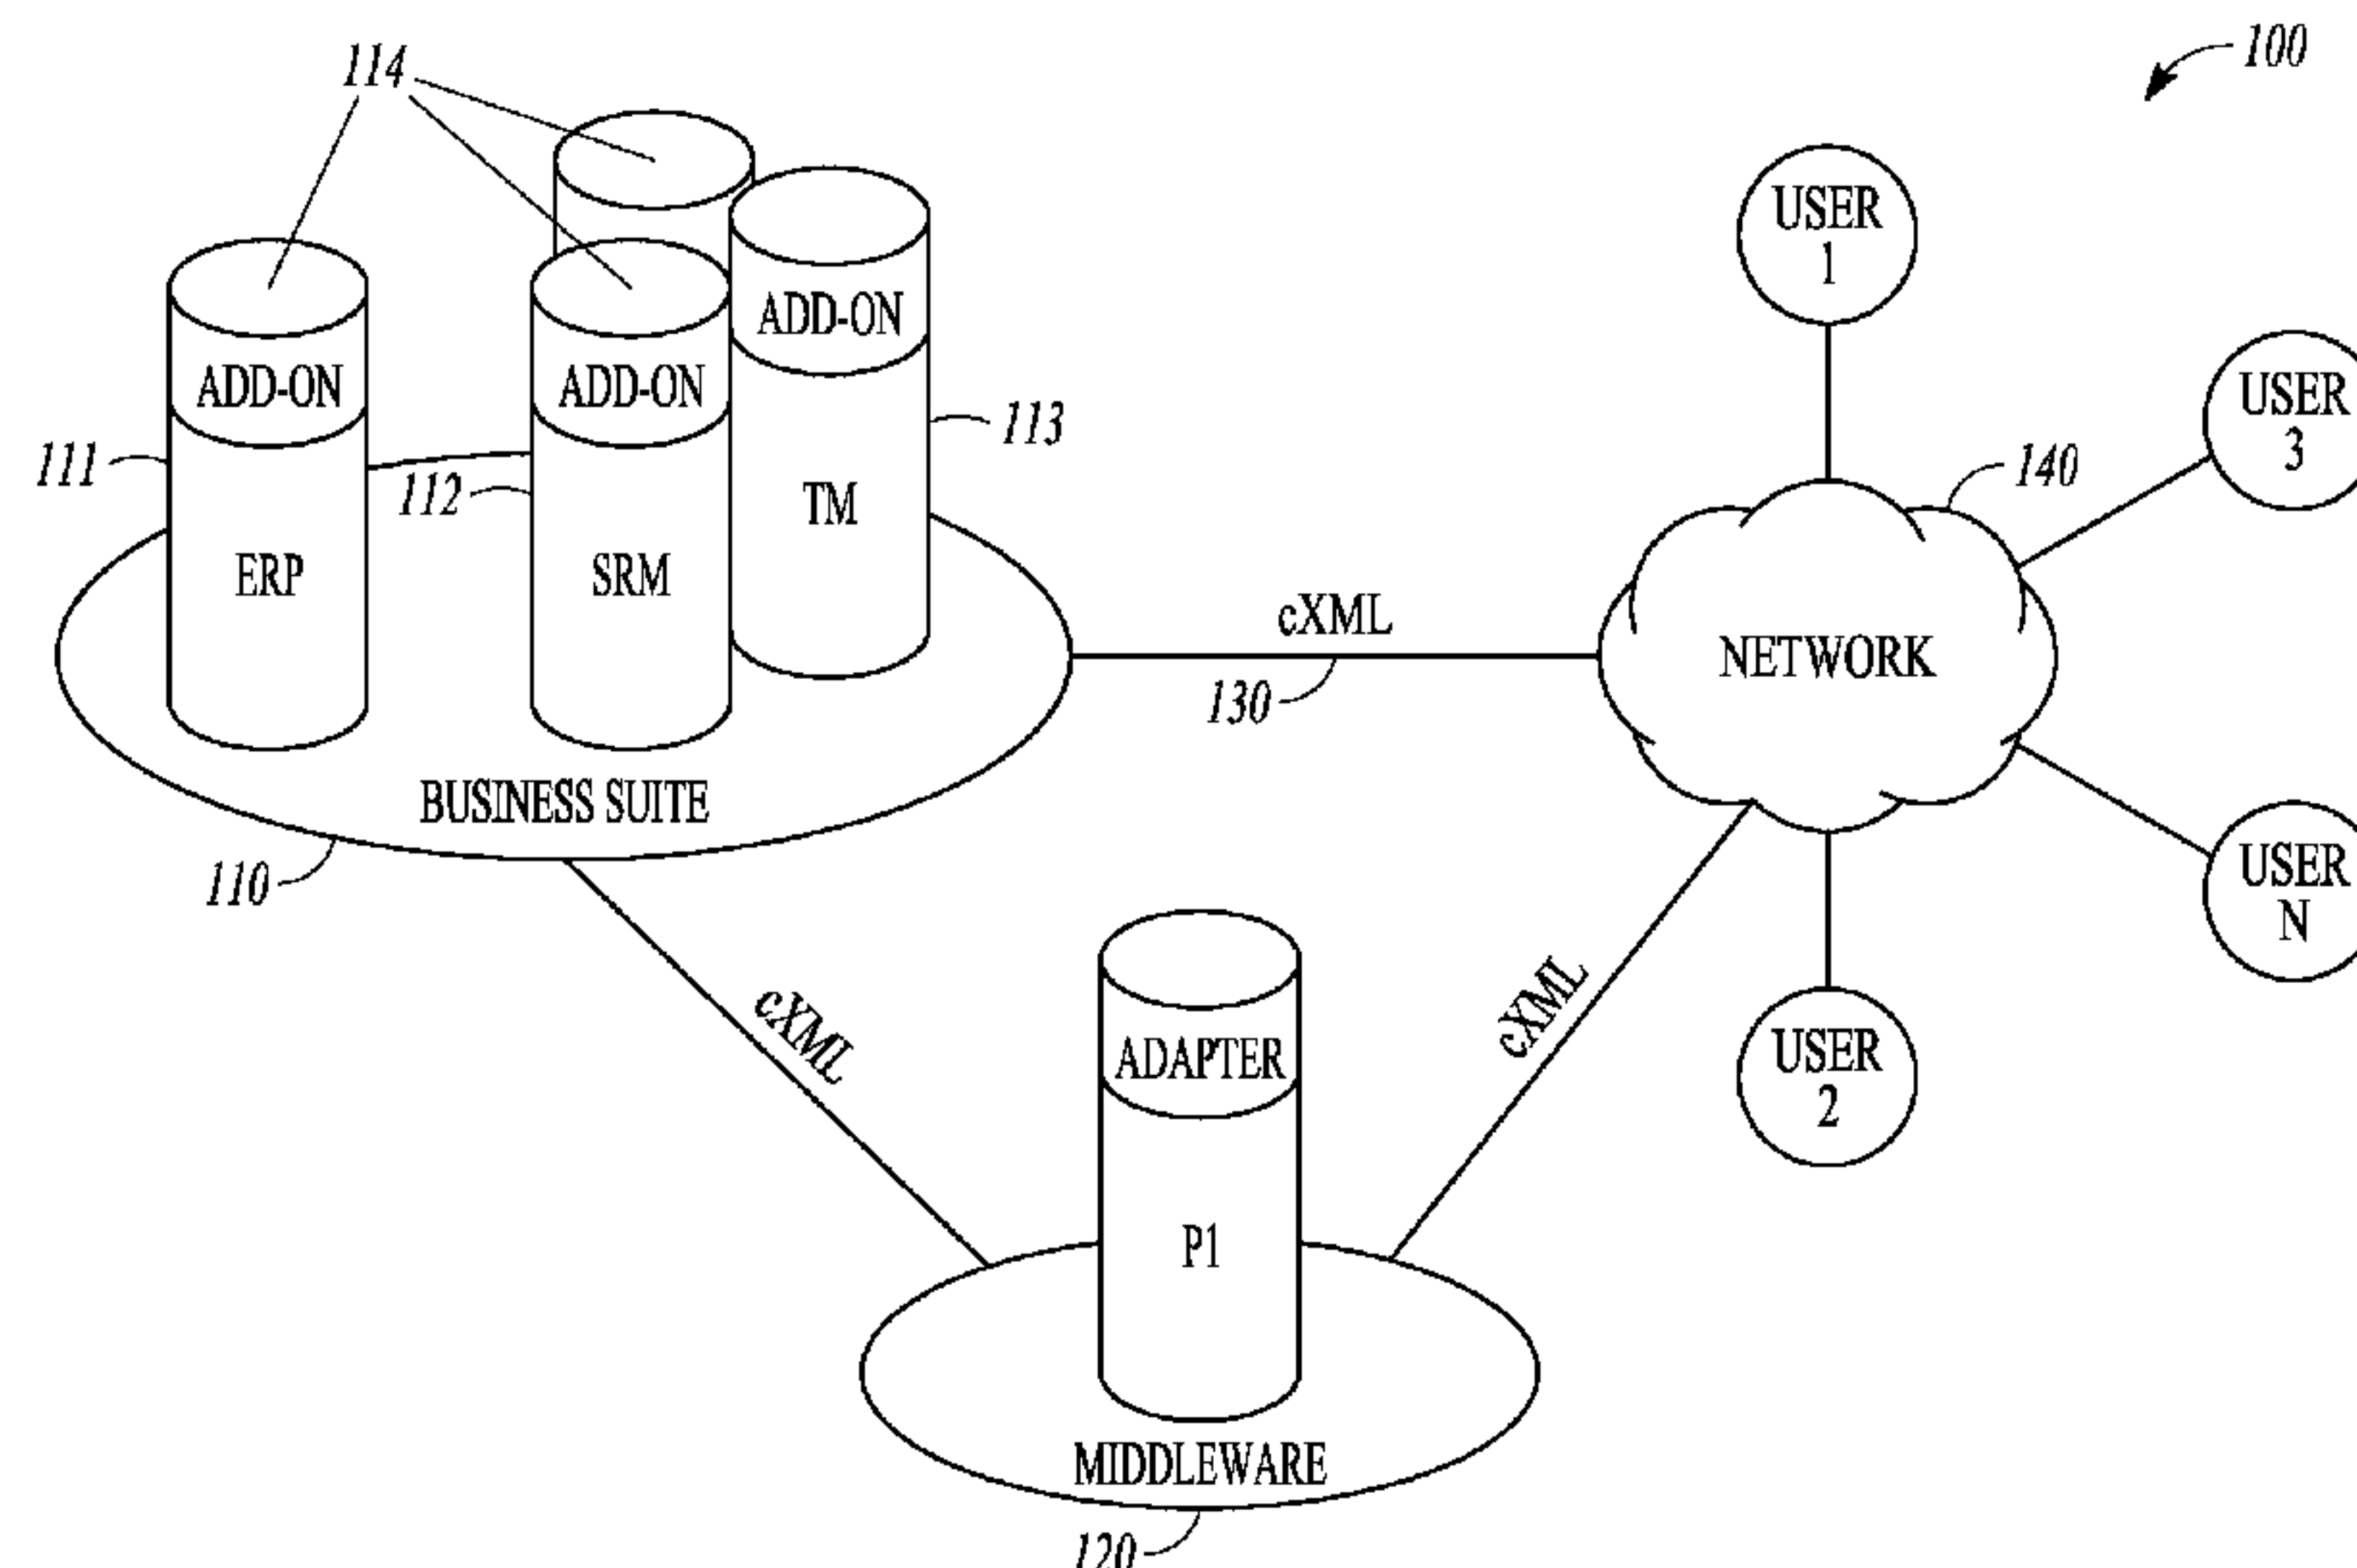 100
114
USER
1
ADD-ON
ADD-ON
ADD-ON
USER
3
113
111
112
140
TM
ERP
SRM
cXML
NETWORK
130
BUSINESS SUITE
110
USER
N
cXML
cXML
ADAPTER
USER
2
P1
MIDDLEWARE
120